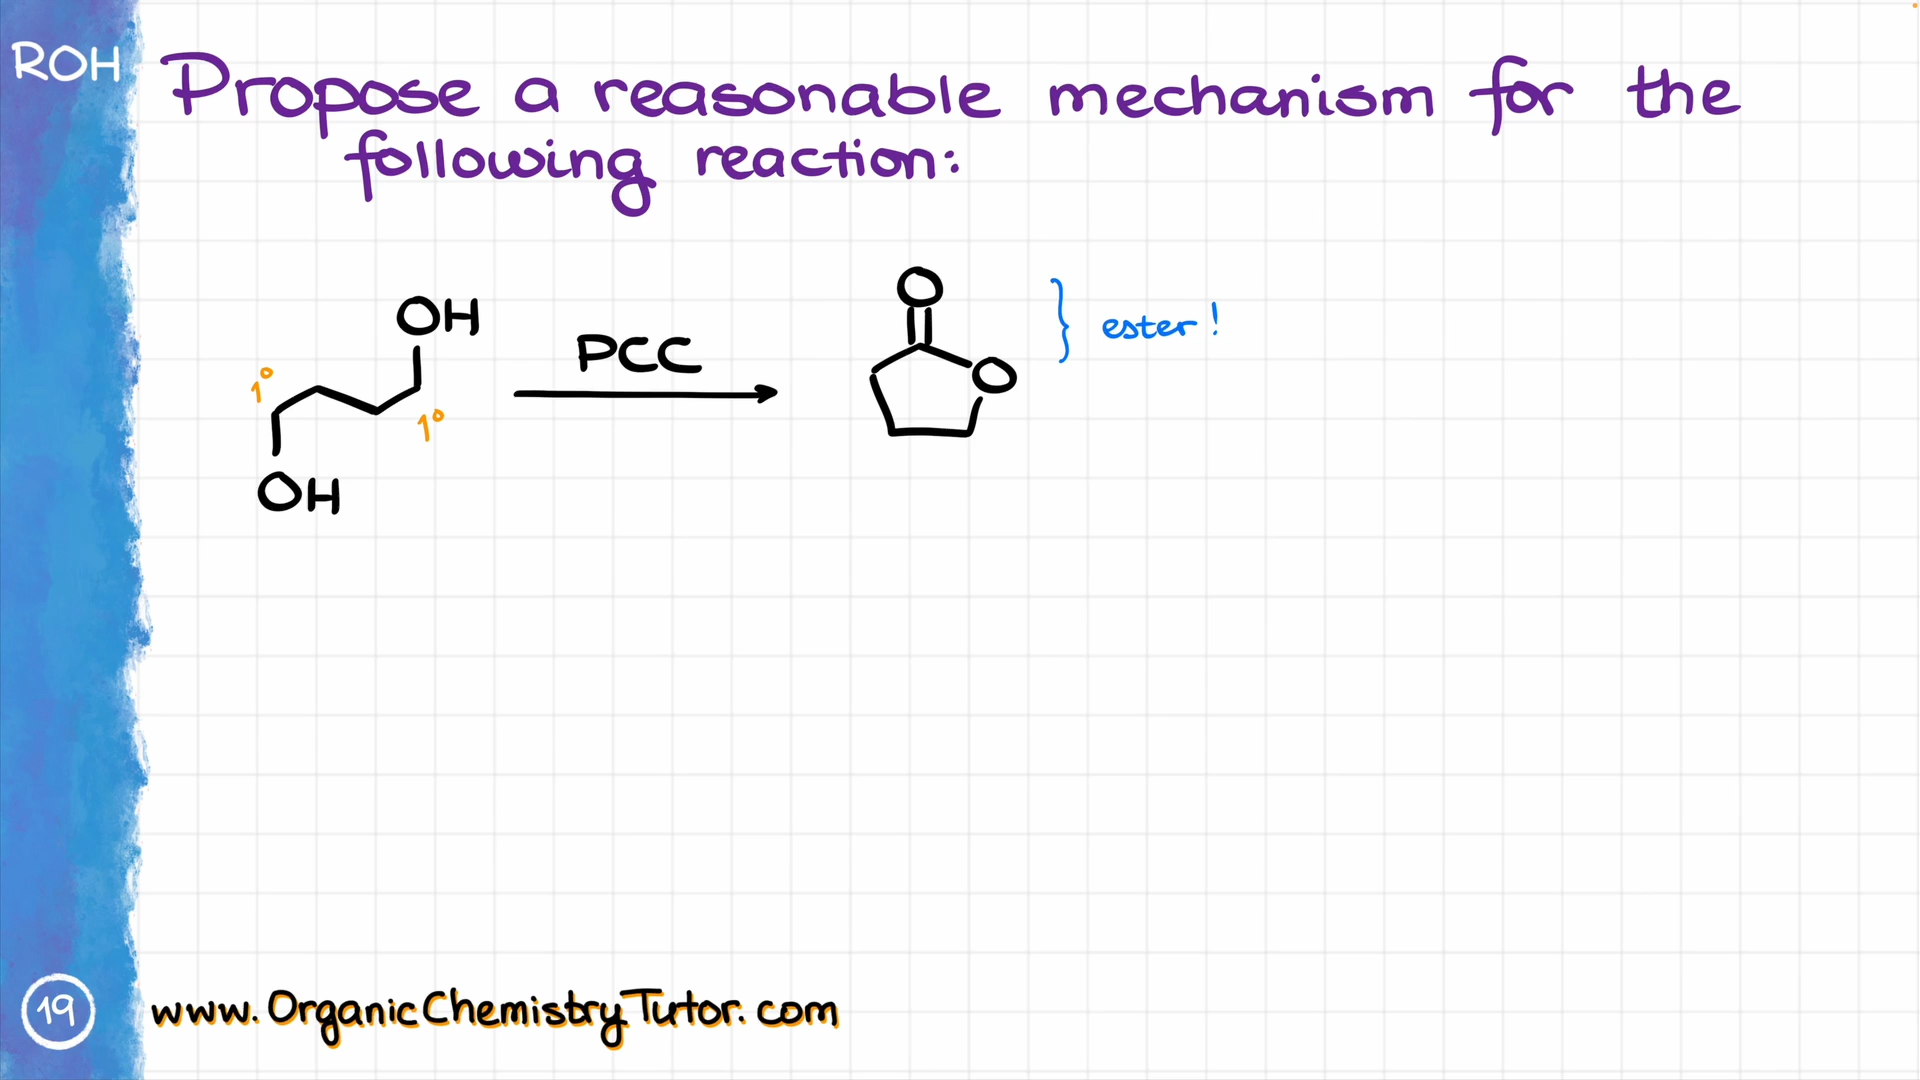 ROH
Propose a reasonable mechanism for the
following reaction:
O
OH
PCC
ester!
1°
O
1°
OH
19
www.OrganicChemistryTutor.com